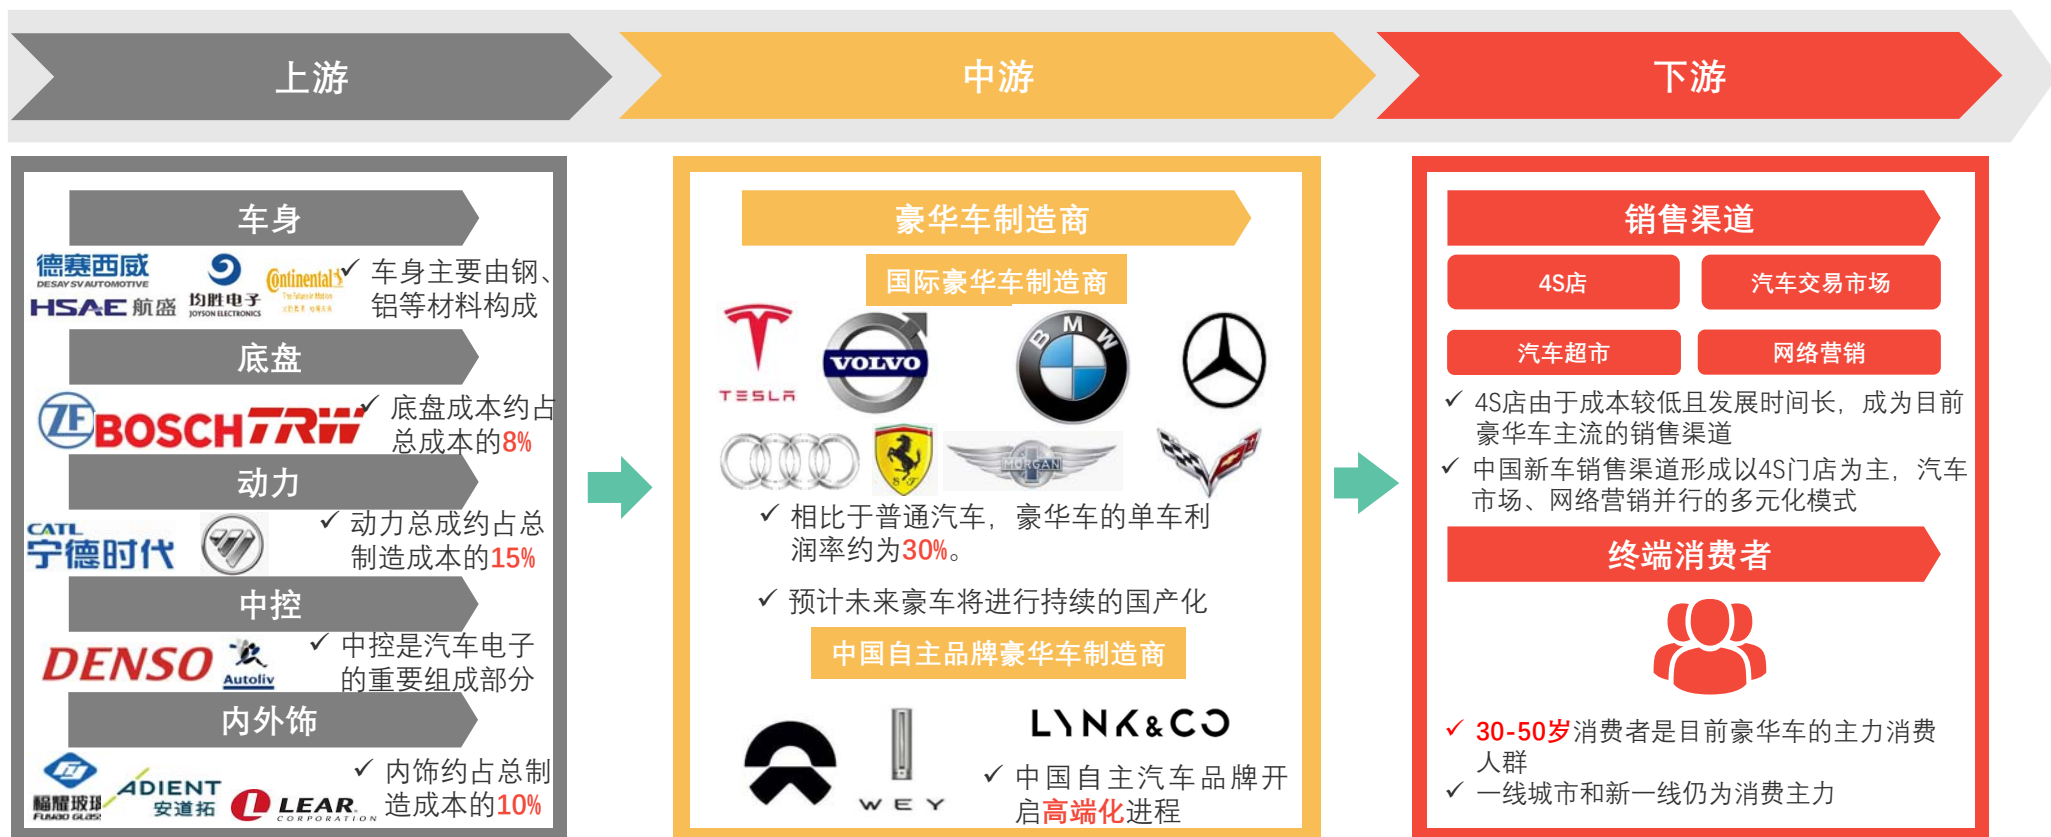 上游
中游
下游
车身
德赛西威
DESAY SV AUTOMOTIVE
HSAE 航盛
均胜电子
JOYSON ELECTRONICS
Continental
The Future in Motion
✓ 车身主要由钢、
铝等材料构成
底盘
ZF
BOSCH
TRW
✓ 底盘成本约占
总成本的8%
动力
CATL
宁德时代
✓ 动力总成约占总
制造成本的15%
中控
DENSO
Autoliv
✓ 中控是汽车电子
的重要组成部分
内外饰
福耀玻璃
FUYAO GLASS
ADIENT
安道拓
LEAR
CORPORATION
✓ 内饰约占总制
造成本的10%
豪华车制造商
国际豪华车制造商
TESLA
VOLVO
BMW
S F
MORGAN
✓ 相比于普通汽车，豪华车的单车利
润率约为30%。
✓ 预计未来豪车将进行持续的国产化
中国自主品牌豪华车制造商
WEY
LYNK&CO
✓ 中国自主汽车品牌开
启高端化进程
销售渠道
4S店
汽车交易市场
汽车超市
网络营销
✓ 4S店由于成本较低且发展时间长，成为目前
豪华车主流的销售渠道
✓ 中国新车销售渠道形成以4S门店为主，汽车
市场、网络营销并行的多元化模式
终端消费者
✓ 30-50岁消费者是目前豪华车的主力消费
人群
✓ 一线城市和新一线仍为消费主力